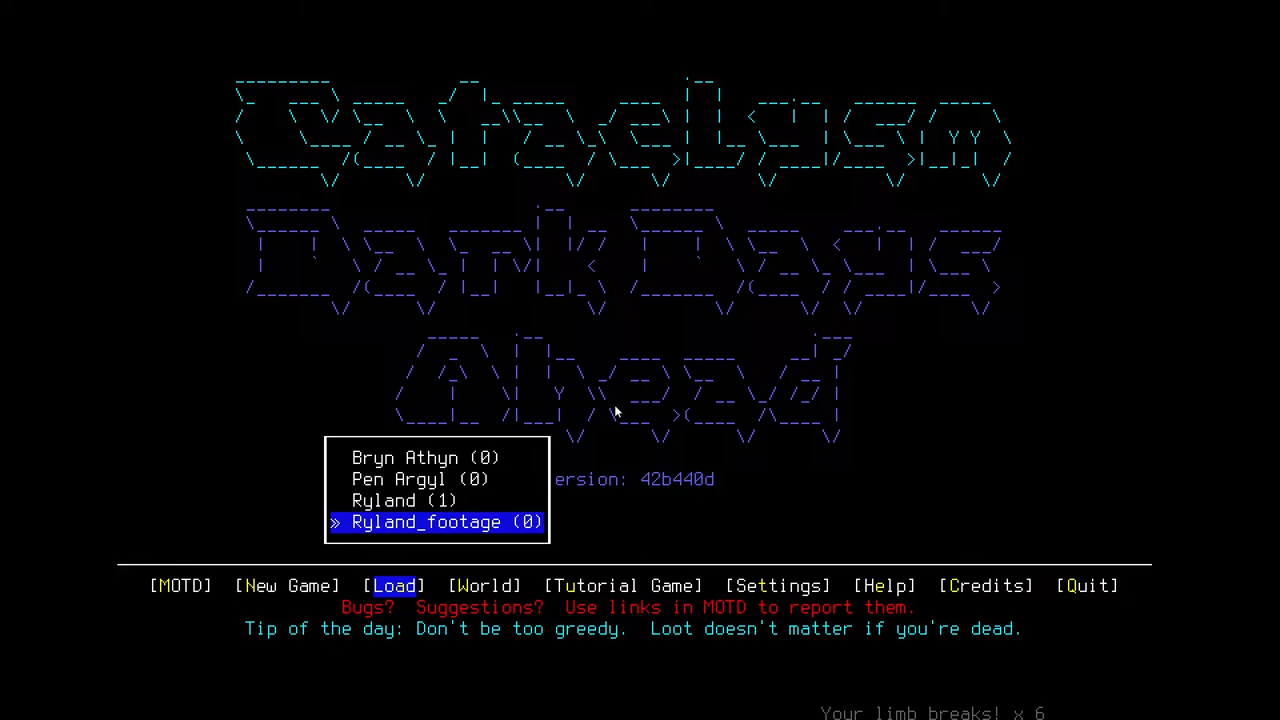 Cataclysm
Dark Days
Ahead
Bryn Athyn (0)
Pen Argyl (0)
Ryland (1)
» Ryland_footage (0)
ersion: 42b440d
[MOTD] [New Game] [Load] [World] [Tutorial Game] [Settings] [Help] [Credits] [Quit]
Bugs? Suggestions? Use links in MOTD to report them.
Tip of the day: Don't be too greedy. Loot doesn't matter if you're dead.
Your limb breaks! x 6